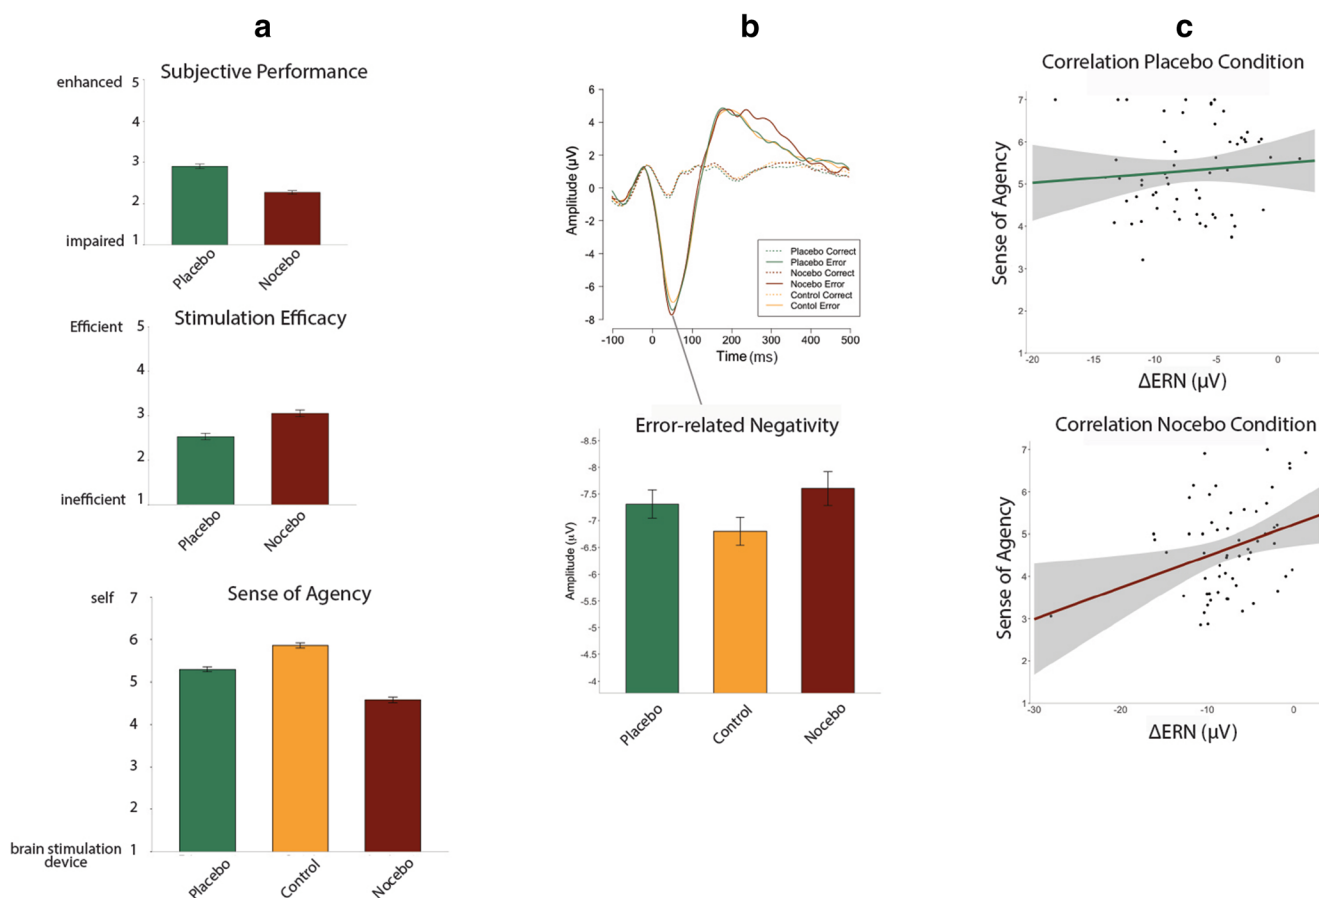 a
Subjective Performance
enhanced 5
4
3
2
impaired 1
Placebo
Nocebo
Stimulation Efficacy
Efficient 5
4
3
2
inefficient 1
Placebo
Nocebo
Sense of Agency
self 7
6
5
4
3
2
brain stimulation 1
device
Placebo
Control
Nocebo
b
6
4
2
0
-2
-4
-6
-8
Amplitude (µV)
Placebo Correct
Placebo Error
Nocebo Correct
Nocebo Error
Control Correct
Contol Error
-100 0 100 200 300 400 500
Time (ms)
Error-related Negativity
-8.5
-8
-7.5
-7
-6.5
-6
-5.5
-5
-4.5
-4
Amplitude (µV)
Placebo
Control
Nocebo
c
Correlation Placebo Condition
7
6
5
4
3
2
1
Sense of Agency
-20 -15 -10 -5 0
ΔERN (µV)
Correlation Nocebo Condition
7
6
5
4
3
2
1
Sense of Agency
-30 -20 -10 0
ΔERN (µV)